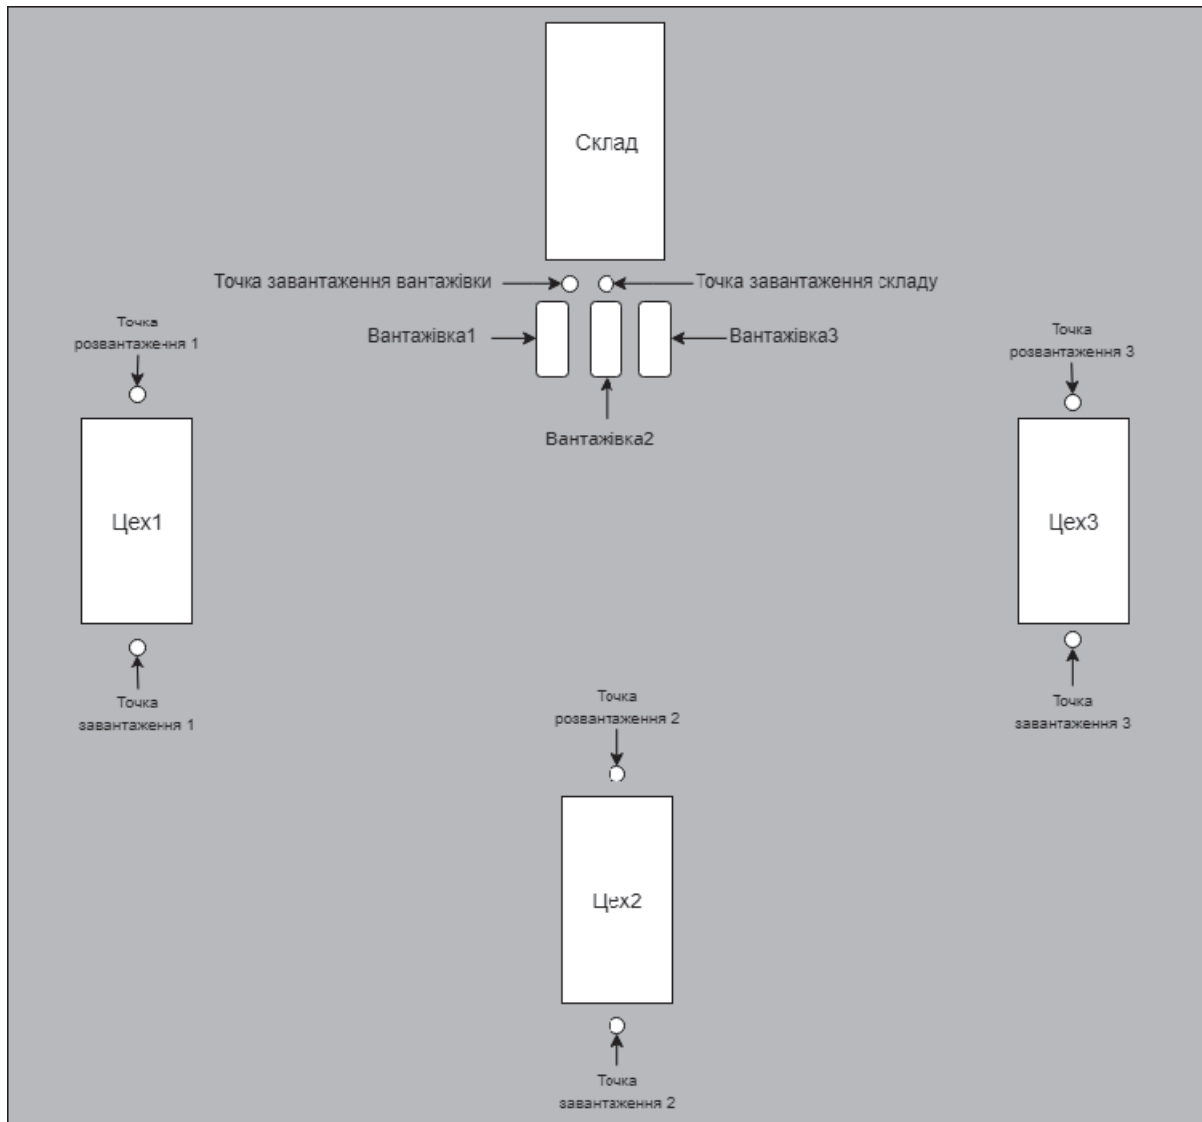 Склад
Точка завантаження вантажівки
Точка завантаження складу
Вантажівка1
Вантажівка3
Вантажівка2
Точка
розвантаження 1
Точка
розвантаження 3
Цех1
Цех3
Точка
завантаження 1
Точка
розвантаження 2
Точка
завантаження 3
Цех2
Точка
завантаження 2